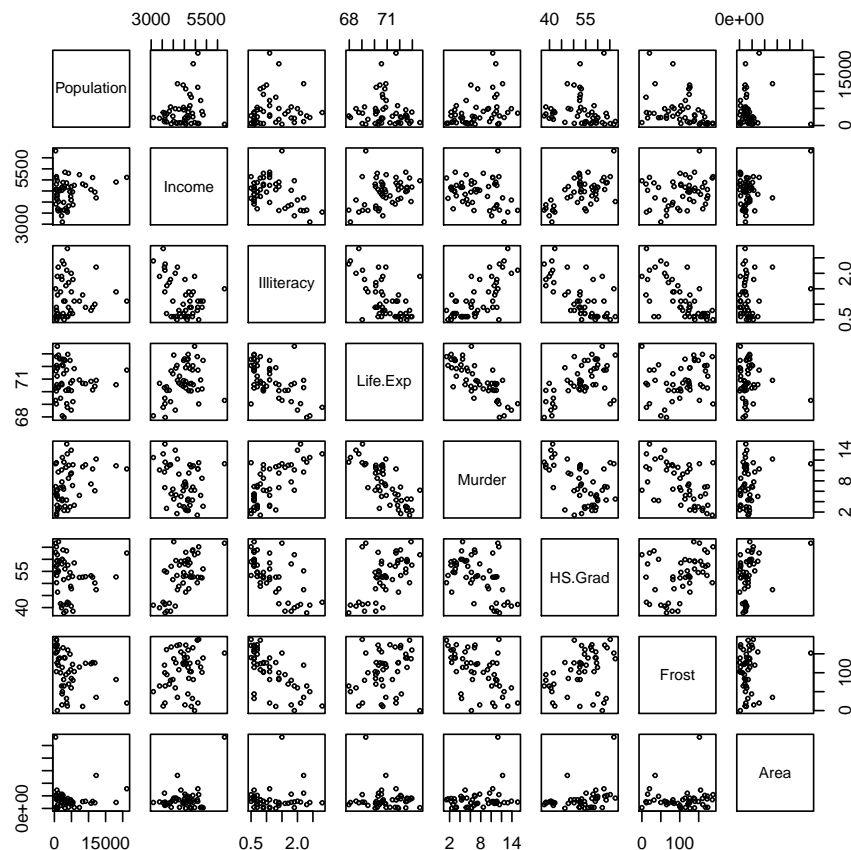 3000 5500 68 71 40 55 0e+00
Population 0 15000
3000 5500 Income
Illiteracy 0.5 2.0
68 71 Life.Exp
Murder 2 8 14
40 55 HS.Grad
Frost 0 100
0e+00 Area
0 15000 0.5 2.0 2 8 14 0 100